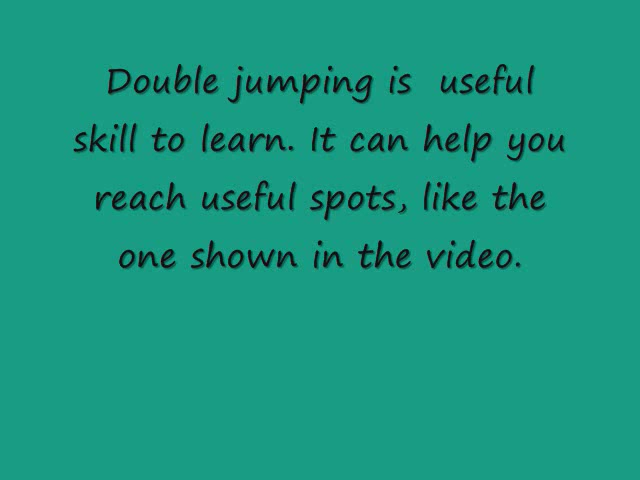 Double jumping is  useful
skill to learn. It can help you
reach useful spots, like the
one shown in the video.